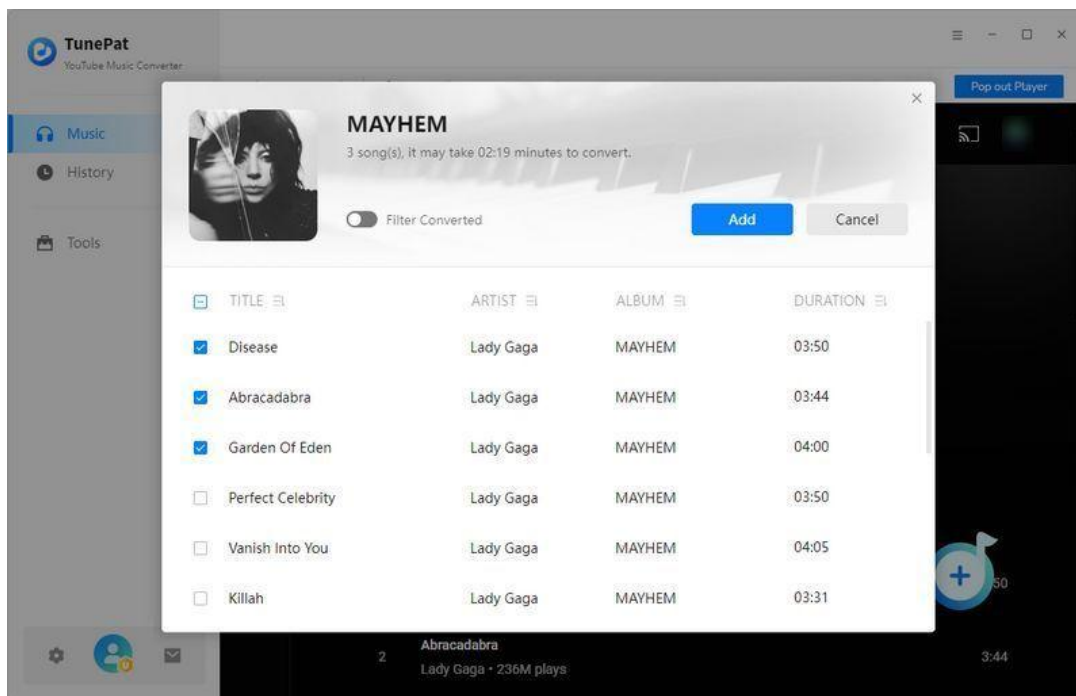 TunePat
YouTube Music Converter
Pop out Player
Music
History
Tools
MAYHEM
3 song(s), it may take 02:19 minutes to convert.
Filter Converted
Add
Cancel
TITLE ARTIST ALBUM DURATION
Disease Lady Gaga MAYHEM 03:50
Abracadabra Lady Gaga MAYHEM 03:44
Garden Of Eden Lady Gaga MAYHEM 04:00
Perfect Celebrity Lady Gaga MAYHEM 03:50
Vanish Into You Lady Gaga MAYHEM 04:05
Killah Lady Gaga MAYHEM 03:31
50
2 Abracadabra 3:44
Lady Gaga • 236M plays